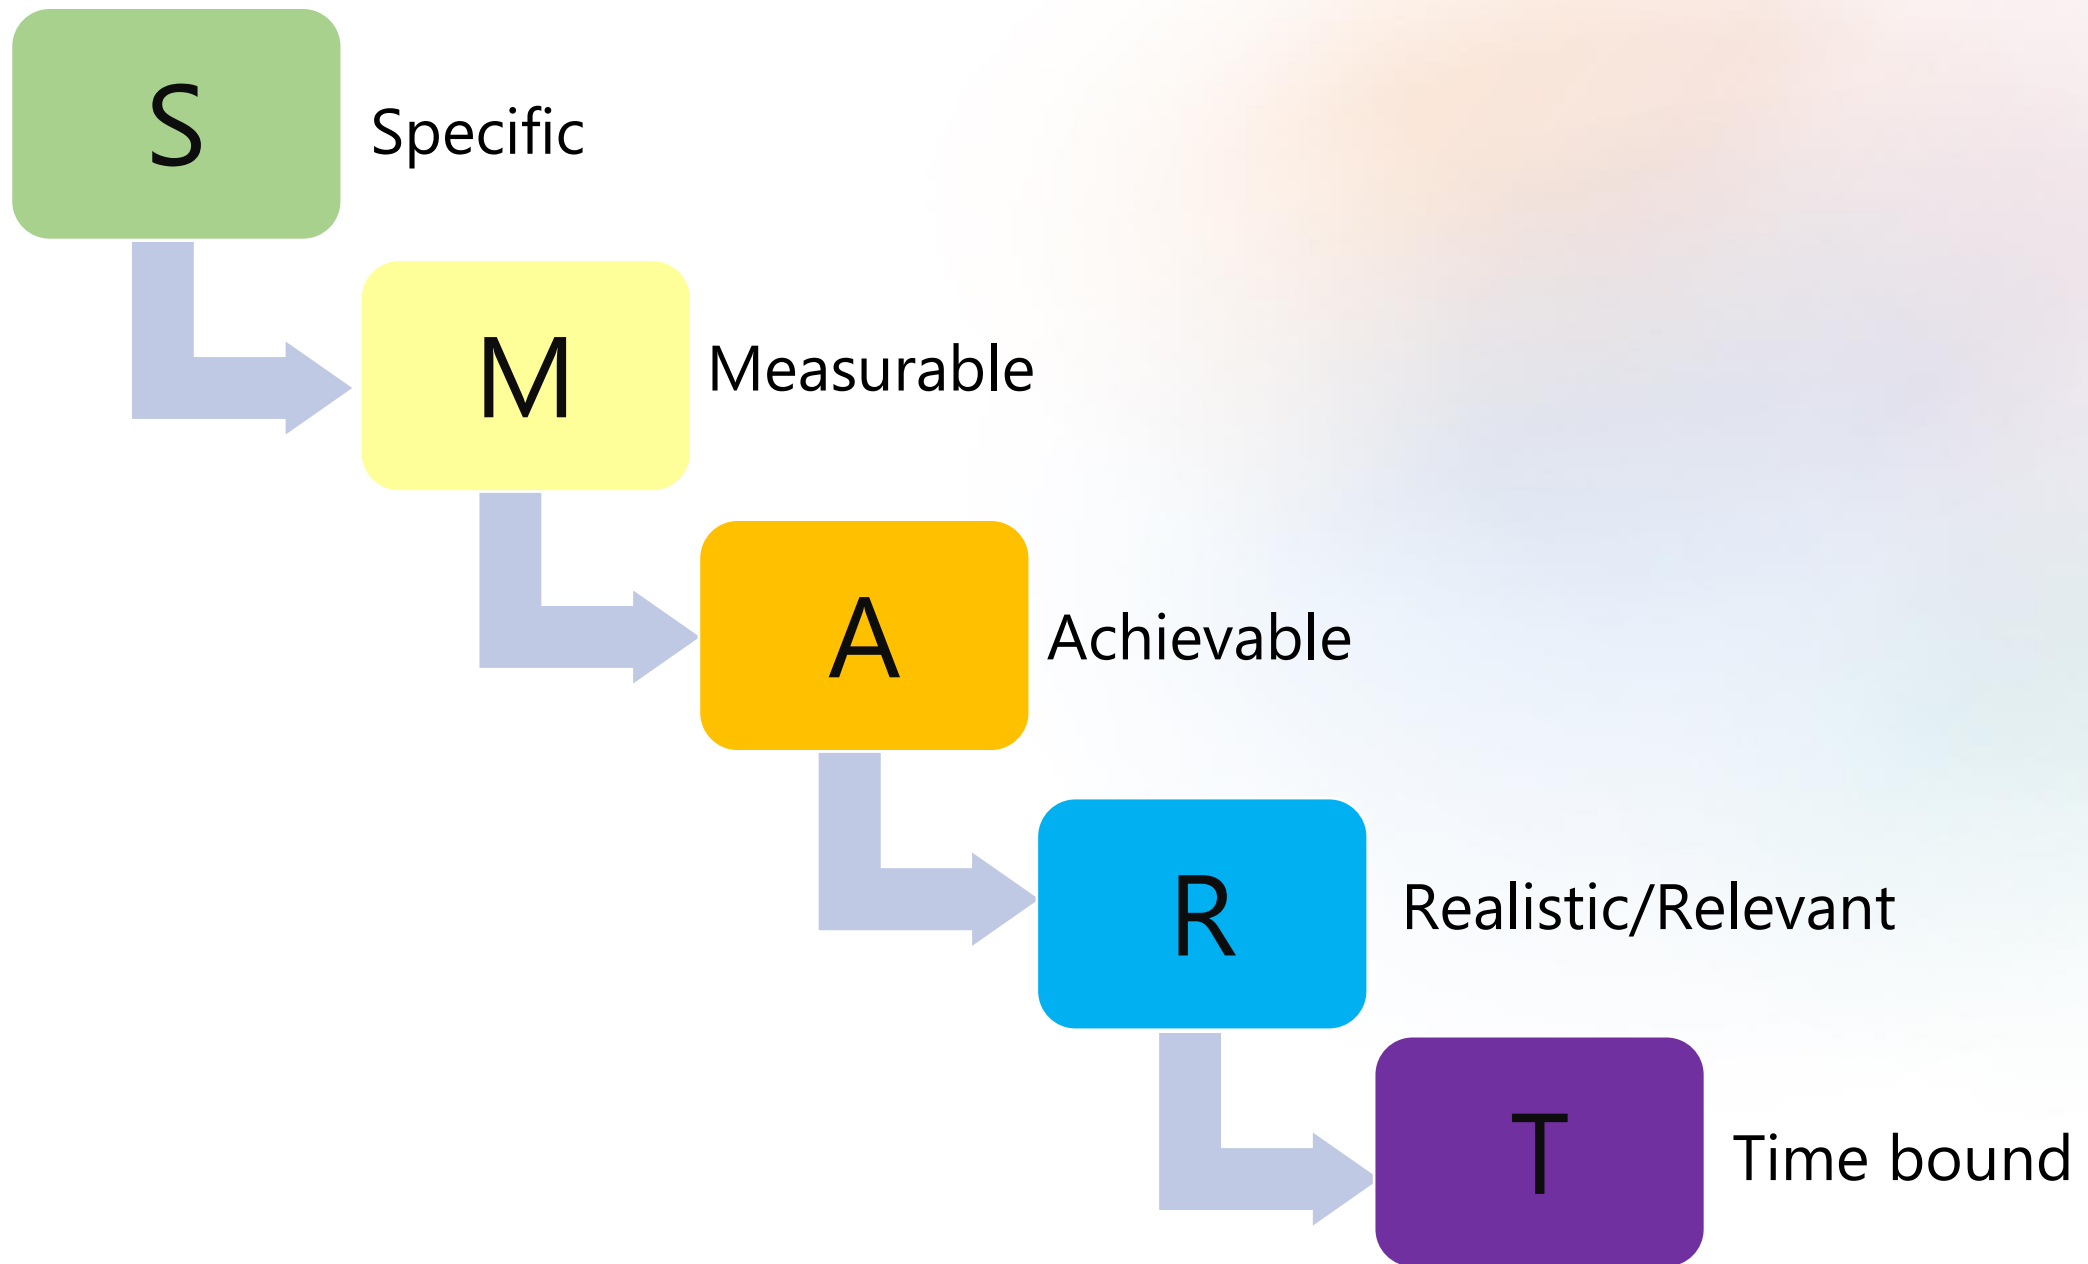 S
Specific
M
Measurable
A
Achievable
R
Realistic/Relevant
T
Time bound